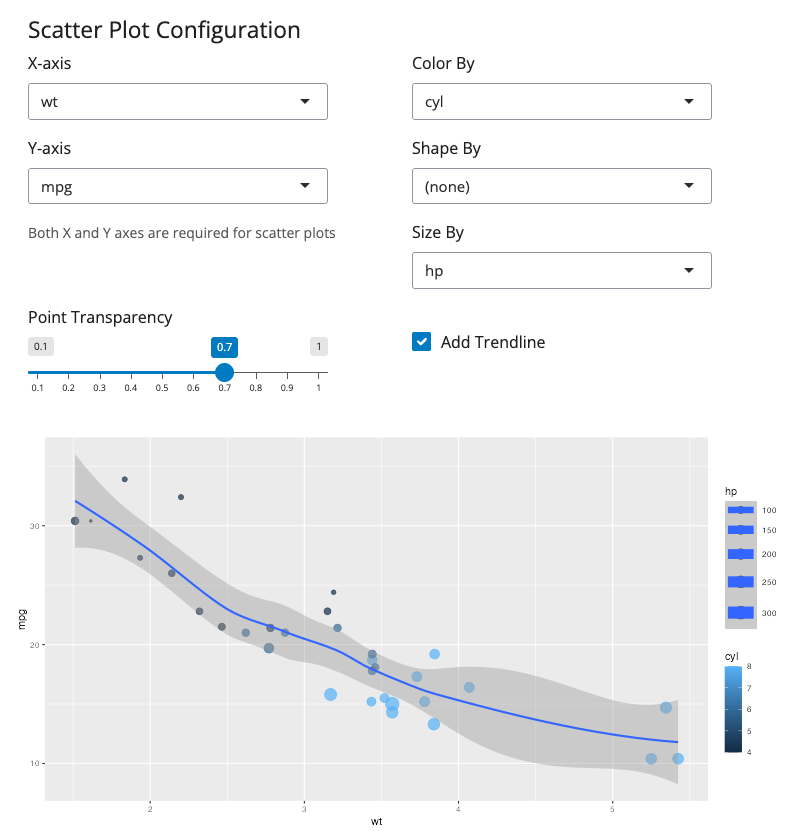 Scatter Plot Configuration
X-axis
Color By
wt
cyl
Y-axis
Shape By
mpg
(none)
Both X and Y axes are required for scatter plots
Size By
hp
Point Transparency
0.1 0.7 1
Add Trendline
0.1 0.2 0.3 0.4 0.5 0.6 0.7 0.8 0.9 1
hp
100
150
200
250
300
cyl
8
7
6
5
4
mpg
30
20
10
2 3 4 5
wt